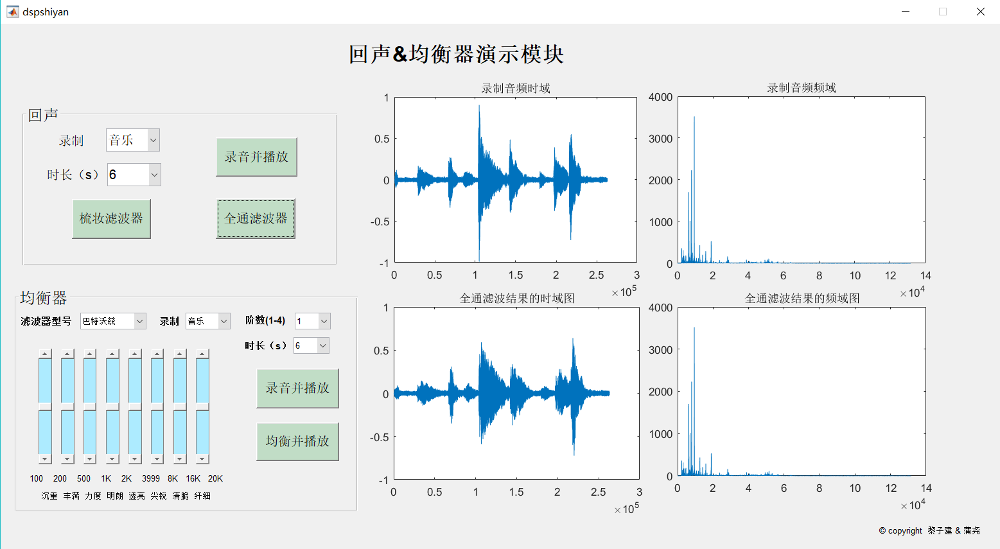 dspshiyan
回声&均衡器演示模块
回声
录制 音乐
录音并播放
时长（s） 6
梳妆滤波器 全通滤波器
均衡器
滤波器型号 巴特沃兹 录制 音乐 阶数(1-4) 1
时长（s） 6
录音并播放
均衡并播放
100 200 500 1K 2K 3999 8K 16K 20K
沉重 丰满 力度 明朗 透亮 尖锐 清脆 纤细
录制音频时域
1
0.5
0
-0.5
-1
0 0.5 1 1.5 2 2.5 3
×10^5
录制音频频域
4000
3000
2000
1000
0
0 2 4 6 8 10 12 14
×10^4
全通滤波结果的时域图
1
0.5
0
-0.5
-1
0 0.5 1 1.5 2 2.5 3
×10^5
全通滤波结果的频域图
4000
3000
2000
1000
0
0 2 4 6 8 10 12 14
×10^4
© copyright 黎子建 & 蒲尧